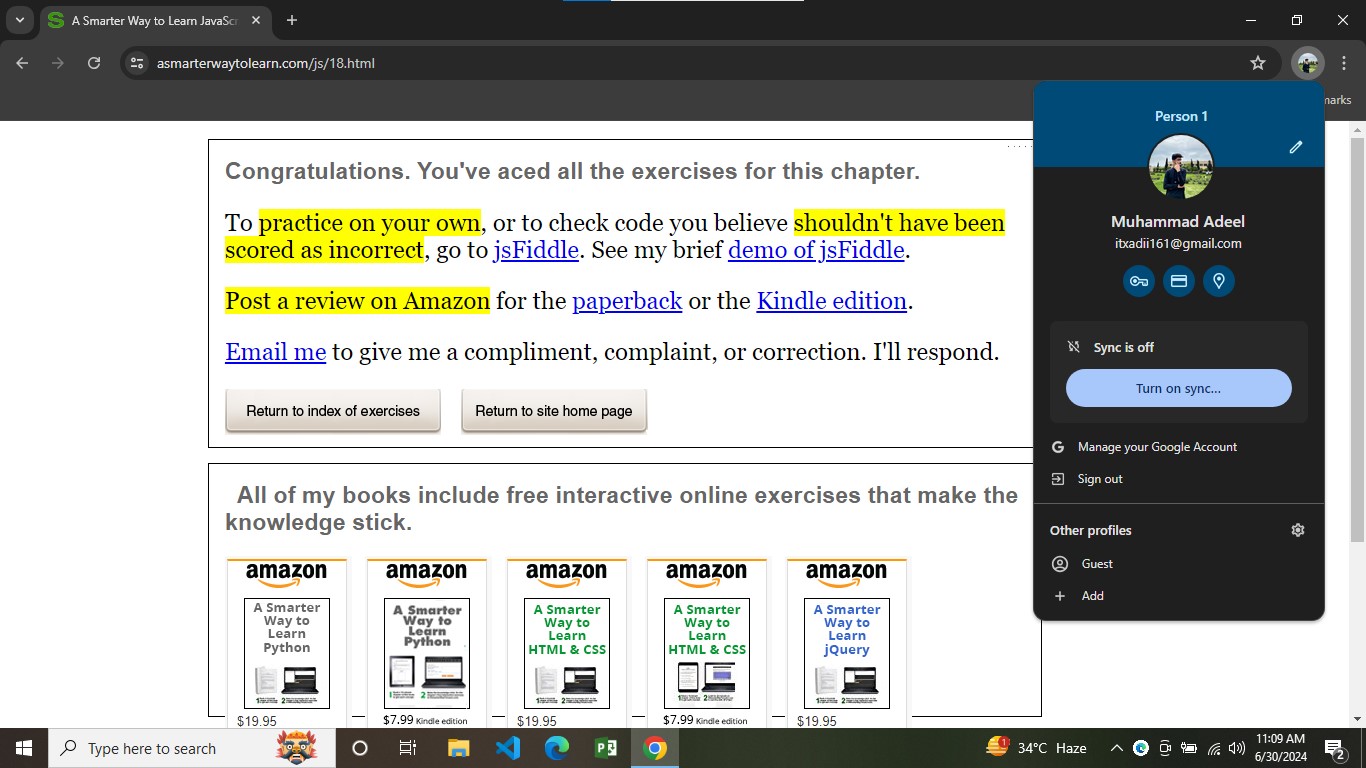 A Smarter Way to Learn JavaScr
asmarterwaytolearn.com/js/18.html
marks
Congratulations. You've aced all the exercises for this chapter.
To practice on your own, or to check code you believe shouldn't have been
scored as incorrect, go to jsFiddle. See my brief demo of jsFiddle.
Post a review on Amazon for the paperback or the Kindle edition.
Email me to give me a compliment, complaint, or correction. I'll respond.
Return to index of exercises
Return to site home page
All of my books include free interactive online exercises that make the
knowledge stick.
amazon
A Smarter
Way to
Learn
Python
$19.95
amazon
A Smarter
Way to
Learn
Python
$7.99 Kindle edition
amazon
A Smarter
Way to
Learn
HTML & CSS
$19.95
amazon
A Smarter
Way to
Learn
HTML & CSS
$7.99 Kindle edition
amazon
A Smarter
Way to
Learn
jQuery
$19.95
Person 1
Muhammad Adeel
itxadii161@gmail.com
Sync is off
Turn on sync...
G Manage your Google Account
Sign out
Other profiles
Guest
Add
Type here to search
1
34°C Haze
11:09 AM
6/30/2024
2